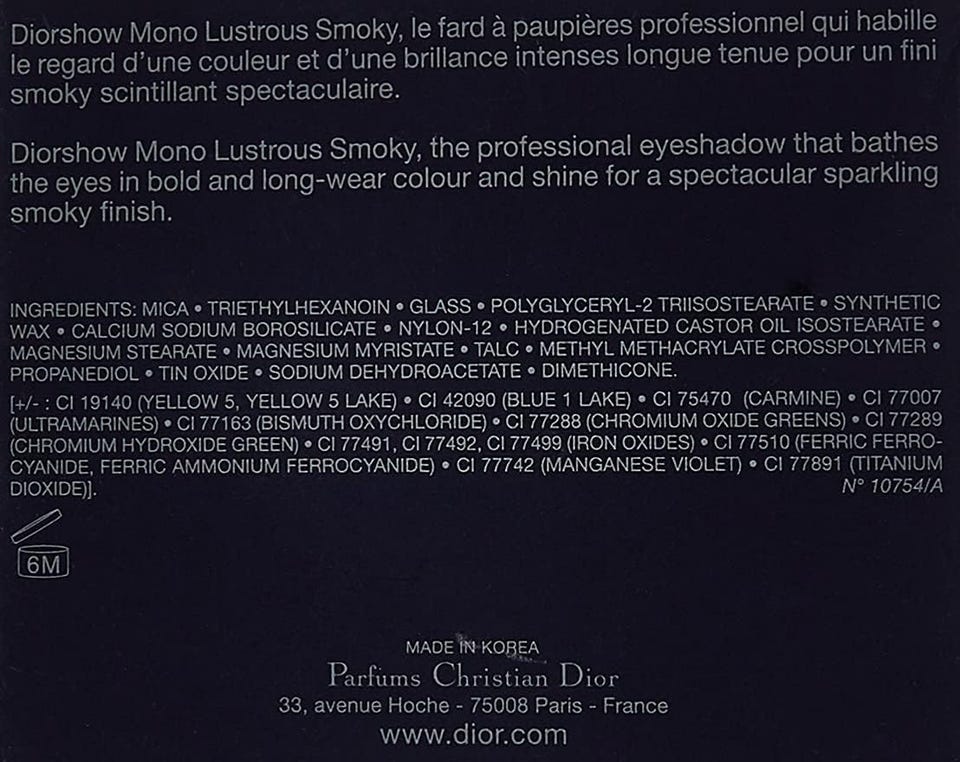 Diorshow Mono Lustrous Smoky, le fard à paupières professionnel qui habille
le regard d'une couleur et d'une brillance intenses longue tenue pour un fini
smoky scintillant spectaculaire.
Diorshow Mono Lustrous Smoky, the professional eyeshadow that bathes
the eyes in bold and long-wear colour and shine for a spectacular sparkling
smoky finish.
INGREDIENTS: MICA • TRIETHYLHEXANOIN • GLASS • POLYGLYCERYL-2 TRIISOSTEARATE • SYNTHETIC
WAX • CALCIUM SODIUM BOROSILICATE • NYLON-12 • HYDROGENATED CASTOR OIL ISOSTEARATE •
MAGNESIUM STEARATE • MAGNESIUM MYRISTATE • TALC • METHYL METHACRYLATE CROSSPOLYMER •
PROPANEDIOL • TIN OXIDE • SODIUM DEHYDROACETATE • DIMETHICONE.
[+/- : CI 19140 (YELLOW 5, YELLOW 5 LAKE) • CI 42090 (BLUE 1 LAKE) • CI 75470 (CARMINE) • CI 77007
(ULTRAMARINES) • CI 77163 (BISMUTH OXYCHLORIDE) • CI 77288 (CHROMIUM OXIDE GREENS) • CI 77289
(CHROMIUM HYDROXIDE GREEN) • CI 77491, CI 77492, CI 77499 (IRON OXIDES) • CI 77510 (FERRIC FERRO-
CYANIDE, FERRIC AMMONIUM FERROCYANIDE) • CI 77742 (MANGANESE VIOLET) • CI 77891 (TITANIUM
DIOXIDE)]. N° 10754/A
6M
MADE IN KOREA
Parfums Christian Dior
33, avenue Hoche - 75008 Paris - France
www.dior.com